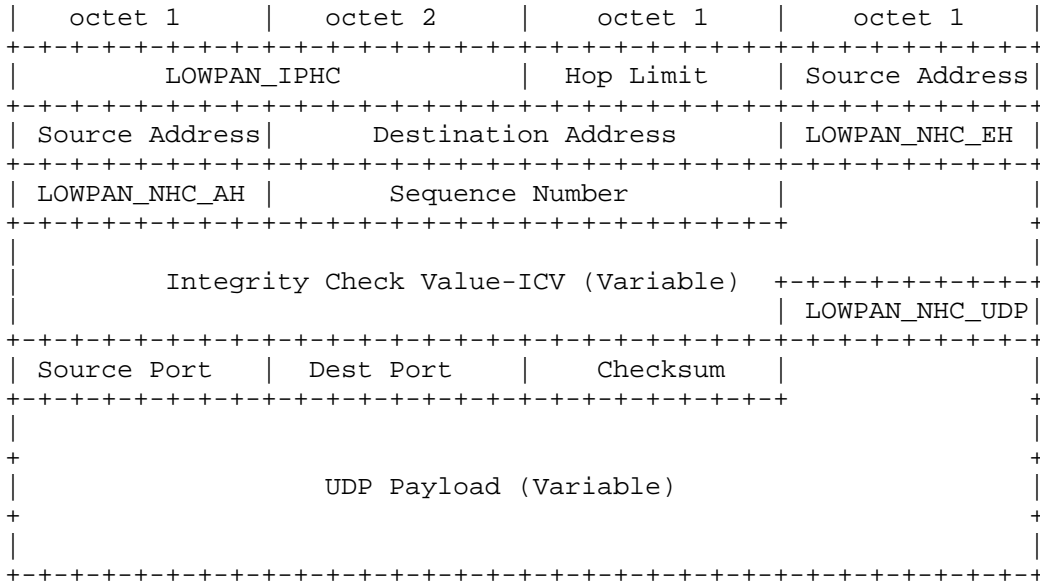 |   octet 1     |   octet 2     |    octet 1    |    octet 1    |
+-+-+-+-+-+-+-+-+-+-+-+-+-+-+-+-+-+-+-+-+-+-+-+-+-+-+-+-+-+-+-+-+
|         LOWPAN_IPHC           |  Hop Limit    | Source Address|
+-+-+-+-+-+-+-+-+-+-+-+-+-+-+-+-+-+-+-+-+-+-+-+-+-+-+-+-+-+-+-+-+
| Source Address|      Destination Address      | LOWPAN_NHC_EH |
+-+-+-+-+-+-+-+-+-+-+-+-+-+-+-+-+-+-+-+-+-+-+-+-+-+-+-+-+-+-+-+-+
| LOWPAN_NHC_AH |       Sequence Number         |               |
+-+-+-+-+-+-+-+-+-+-+-+-+-+-+-+-+-+-+-+-+-+-+-+-+               +
|                                                               |
|         Integrity Check Value-ICV (Variable)  +-+-+-+-+-+-+-+-+
|                                               | LOWPAN_NHC_UDP|
+-+-+-+-+-+-+-+-+-+-+-+-+-+-+-+-+-+-+-+-+-+-+-+-+-+-+-+-+-+-+-+-+
| Source Port   | Dest Port     |    Checksum   |               |
+-+-+-+-+-+-+-+-+-+-+-+-+-+-+-+-+-+-+-+-+-+-+-+-+               +
|                                                               |
+                                                               +
|                   UDP Payload (Variable)                      |
+                                                               +
|                                                               |
+-+-+-+-+-+-+-+-+-+-+-+-+-+-+-+-+-+-+-+-+-+-+-+-+-+-+-+-+-+-+-+-+